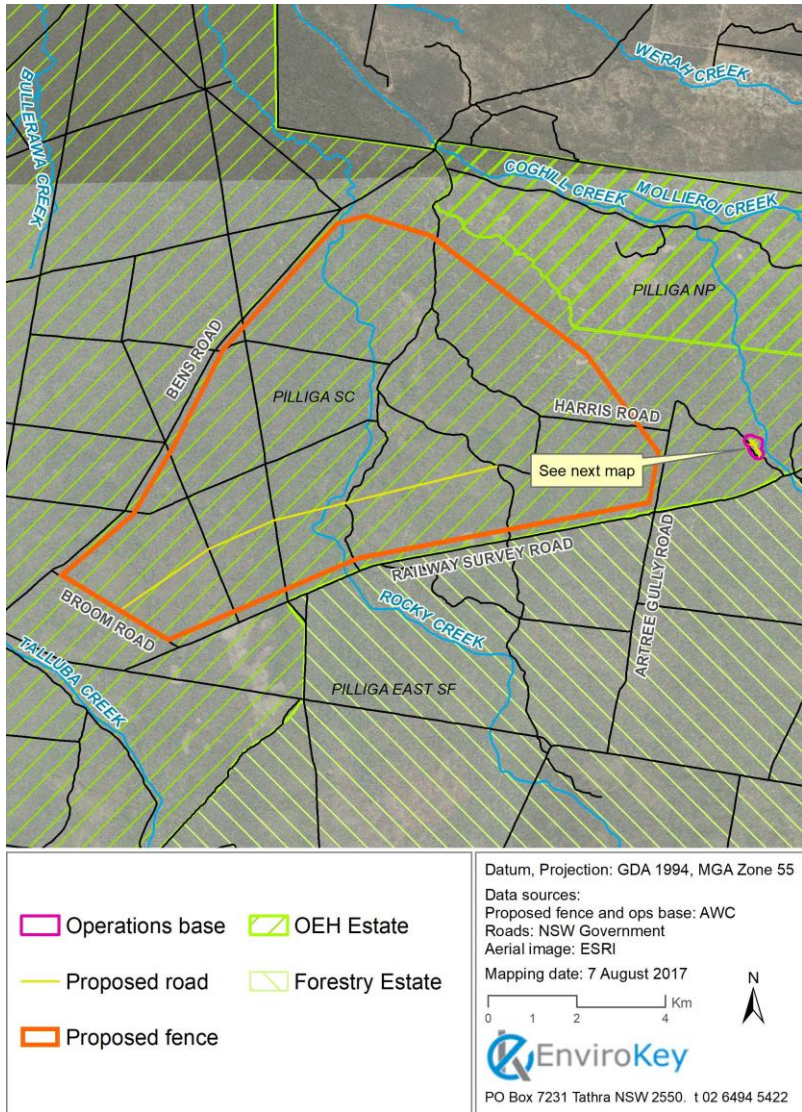 WERAH CREEK
BULLERAWA CREEK
COGHILL CREEK
MOLLIEROI CREEK
PILLIGA NP
BENS ROAD
PILLIGA SC
HARRIS ROAD
See next map
RAILWAY SURVEY ROAD
ARTREE GULLY ROAD
BROOM ROAD
ROCKY CREEK
TALLUBA CREEK
PILLIGA EAST SF
Operations base
OEH Estate
Proposed road
Forestry Estate
Proposed fence
Datum, Projection: GDA 1994, MGA Zone 55
Data sources:
Proposed fence and ops base: AWC
Roads: NSW Government
Aerial image: ESRI
Mapping date: 7 August 2017
N
Km
0 1 2 4
EnviroKey
PO Box 7231 Tathra NSW 2550. t 02 6494 5422